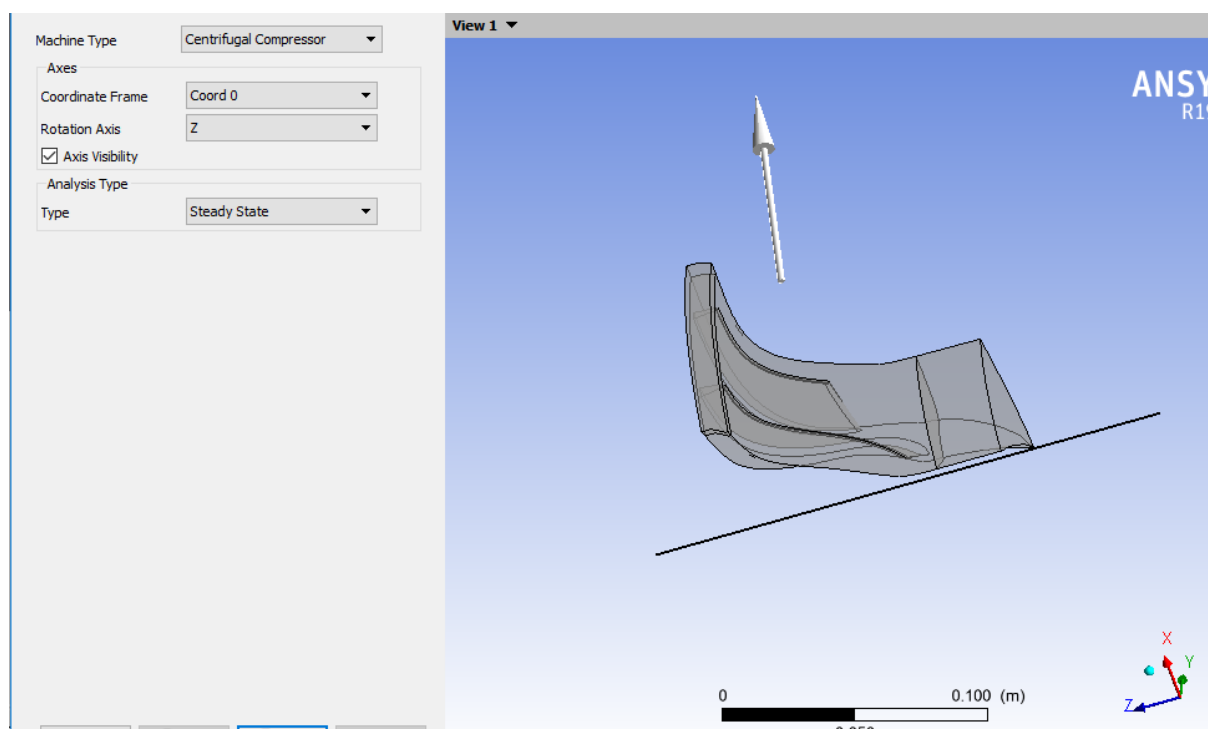 Machine Type Centrifugal Compressor
Axes
Coordinate Frame Coord 0
Rotation Axis Z
Axis Visibility
Analysis Type
Type Steady State
View 1
ANSY
R19
X
Y
Z
0 0.100 (m)